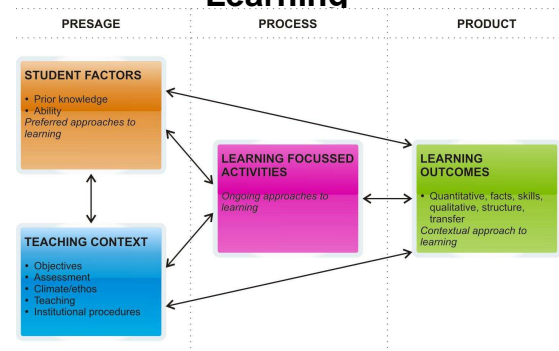 Learning
PRESAGE
PROCESS
PRODUCT
STUDENT FACTORS
• Prior knowledge
• Ability
Preferred approaches to
learning
LEARNING FOCUSSED
ACTIVITIES
Ongoing approaches to
learning
LEARNING
OUTCOMES
• Quantitative, facts, skills,
qualitative, structure,
transfer
Contextual approach to
learning
TEACHING CONTEXT
• Objectives
• Assessment
• Climate/ethos
• Teaching
• Institutional procedures